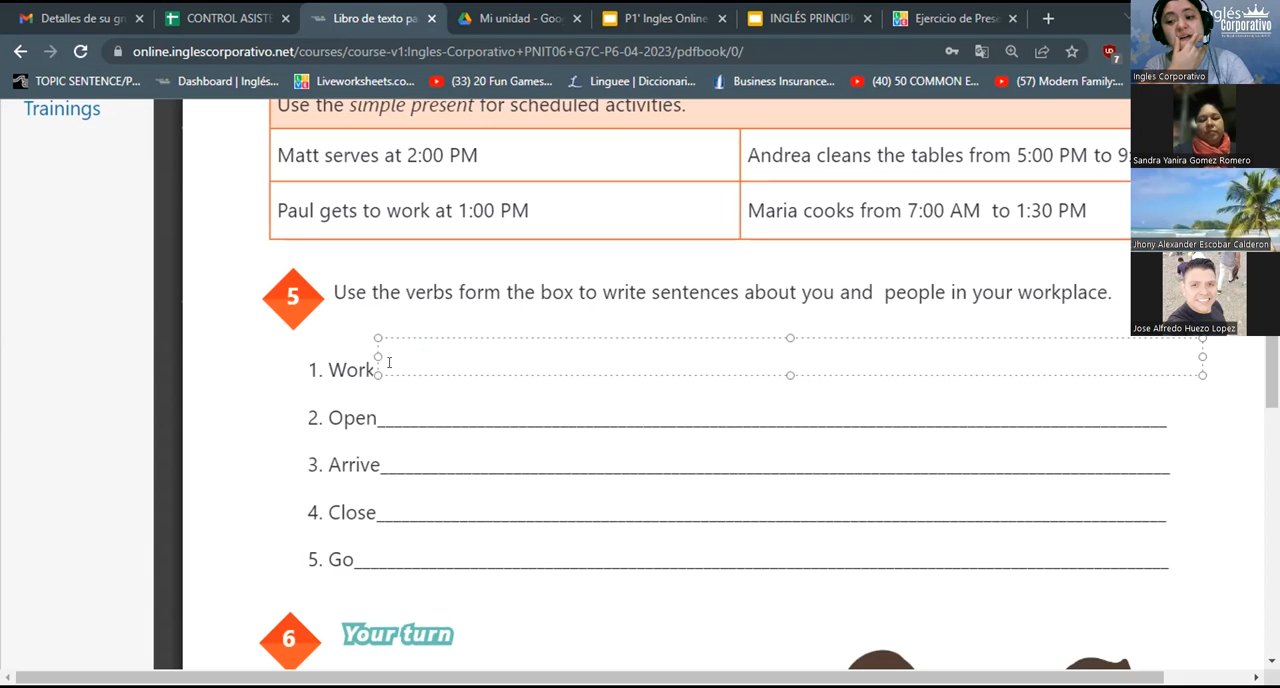 Detalles de su gr
CONTROL ASISTE
Libro de texto pa
Mi unidad - Goo
P1' Ingles Online
INGLÉS PRINCIPI
Ejercicio de Prese
online.inglescorporativo.net/courses/course-v1:Ingles-Corporativo+PNIT06+G7C-P6-04-2023/pdfbook/0/
7
TOPIC SENTENCE/P...
Dashboard | Inglés...
Liveworksheets.co...
(33) 20 Fun Games...
Linguee | Diccionari...
Business Insurance...
(40) 50 COMMON E...
(57) Modern Family:...
Inglés
Corporativo
Ingles Corporativo
Sandra Yanira Gomez Romero
Jhony Alexander Escobar Calderon
Jose Alfredo Huezo Lopez
Trainings
Use the simple present for scheduled activities.
Matt serves at 2:00 PM
Andrea cleans the tables from 5:00 PM to 9:
Paul gets to work at 1:00 PM
Maria cooks from 7:00 AM to 1:30 PM
5
Use the verbs form the box to write sentences about you and people in your workplace.
1. Work
2. Open
3. Arrive
4. Close
5. Go
6
Your turn